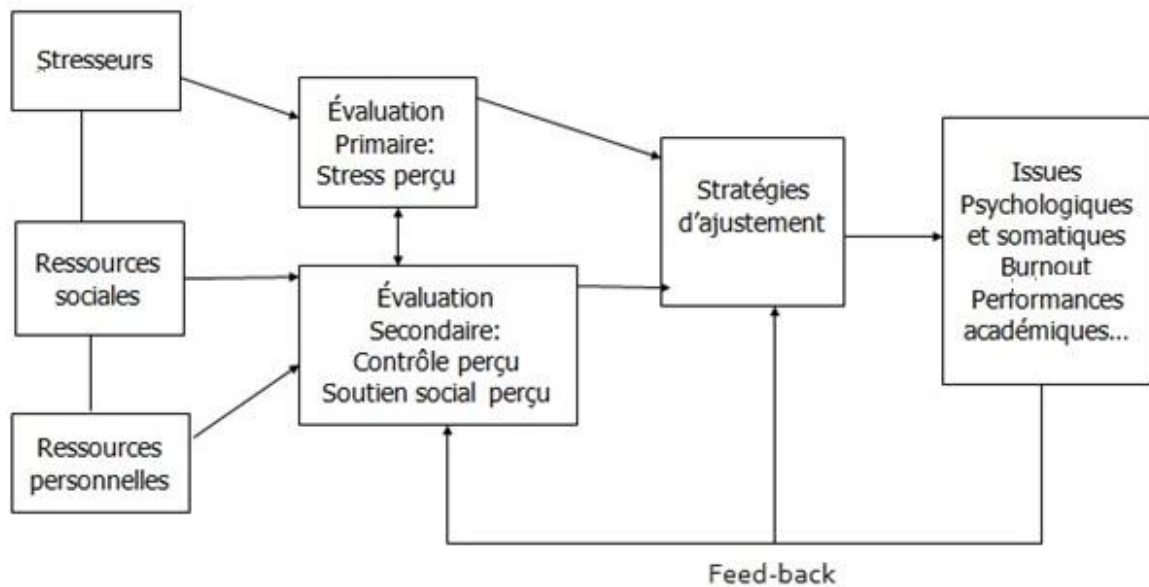 Stresseurs
Évaluation
Primaire:
Stress perçu
Stratégies
d'ajustement
Issues
Psychologiques
et somatiques
Burnout
Performances
académiques...
Ressources
sociales
Évaluation
Secondaire:
Contrôle perçu
Soutien social perçu
Ressources
personnelles
Feed-back